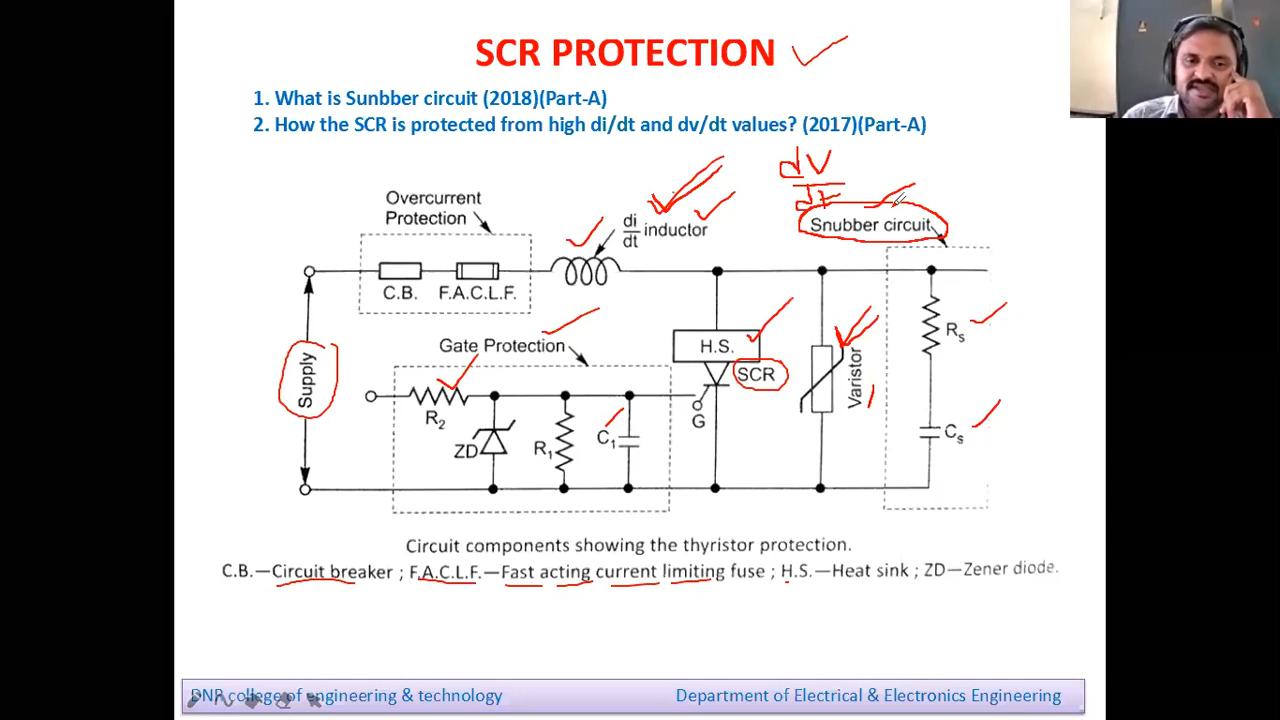 SCR PROTECTION
1. What is Sunbber circuit (2018)(Part-A)
2. How the SCR is protected from high di/dt and dv/dt values? (2017)(Part-A)
dV
dt
Overcurrent
Protection
di
dt
inductor
Snubber circuit
C.B.
F.A.C.L.F.
Rs
Gate Protection
H.S.
Supply
SCR
Varistor
R2
G
ZD
R1
C1
Cs
Circuit components showing the thyristor protection.
C.B.—Circuit breaker ; F.A.C.L.F.—Fast acting current limiting fuse ; H.S.—Heat sink ; ZD—Zener diode.
college of engineering & technology
Department of Electrical & Electronics Engineering